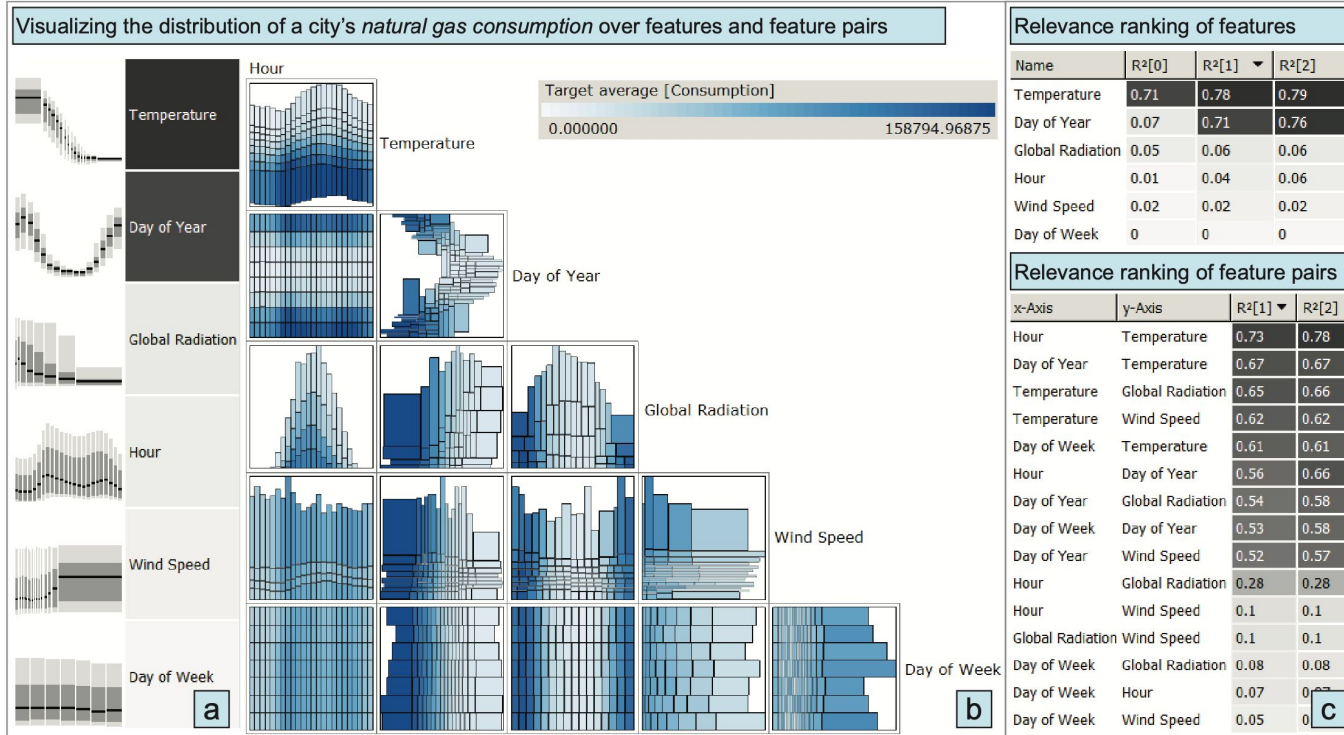 Visualizing the distribution of a city's natural gas consumption over features and feature pairs
Temperature
Day of Year
Global Radiation
Hour
Wind Speed
Day of Week
a
Hour
Target average [Consumption]
0.000000 158794.96875
Temperature
Day of Year
Global Radiation
Wind Speed
Day of Week
b
Relevance ranking of features
Name R²[0] R²[1] R²[2]
Temperature 0.71 0.78 0.79
Day of Year 0.07 0.71 0.76
Global Radiation 0.05 0.06 0.06
Hour 0.01 0.04 0.06
Wind Speed 0.02 0.02 0.02
Day of Week 0 0 0
Relevance ranking of feature pairs
x-Axis y-Axis R²[1] R²[2]
Hour Temperature 0.73 0.78
Day of Year Temperature 0.67 0.67
Temperature Global Radiation 0.65 0.66
Temperature Wind Speed 0.62 0.62
Day of Week Temperature 0.61 0.61
Hour Day of Year 0.56 0.66
Day of Year Global Radiation 0.54 0.58
Day of Week Day of Year 0.53 0.58
Day of Year Wind Speed 0.52 0.57
Hour Global Radiation 0.28 0.28
Hour Wind Speed 0.1 0.1
Global Radiation Wind Speed 0.1 0.1
Day of Week Global Radiation 0.08 0.08
Day of Week Hour 0.07
Day of Week Wind Speed 0.05
c